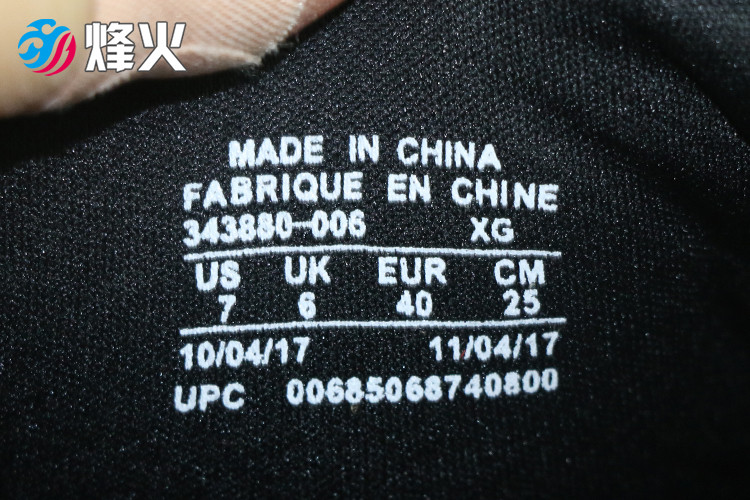 烽火
MADE IN CHINA
FABRIQUE EN CHINE
343880-006 XG
US UK EUR CM
7 6 40 25
10/04/17 11/04/17
UPC 00685068740800